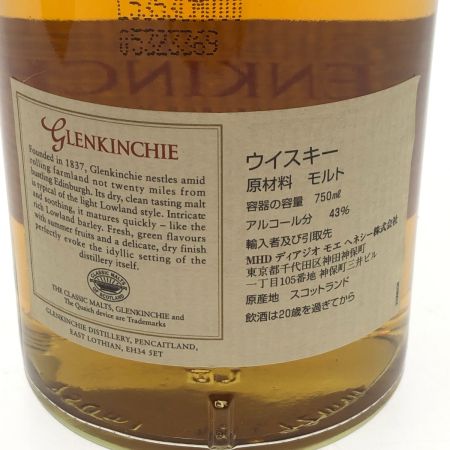 05323369
GLENKINCHIE
Founded in 1837, Glenkinchie nestles amid
rolling farmland not twenty miles from
bustling Edinburgh. Its dry, clean tasting malt
is typical of the light Lowland style. Intricate
and soothing, it matures quickly – like the
rich Lowland barley. Fresh, green flavours
with summer fruits and a delicate, dry finish
perfectly evoke the idyllic setting of the
distillery itself.
CLASSIC MALTS
OF SCOTLAND
THE CLASSIC MALTS, GLENKINCHIE and
The Quaich device are Trademarks
GLENKINCHIE DISTILLERY, PENCAITLAND,
EAST LOTHIAN, EH34 5ET
ウイスキー
原材料 モルト
容器の容量 750㎖
アルコール分 43%
輸入者及び引取先
MHD ディアジオ モエ ヘネシー株式会社
東京都千代田区神田神保町
一丁目105番地 神保町三井ビル
原産地 スコットランド
飲酒は20歳を過ぎてから